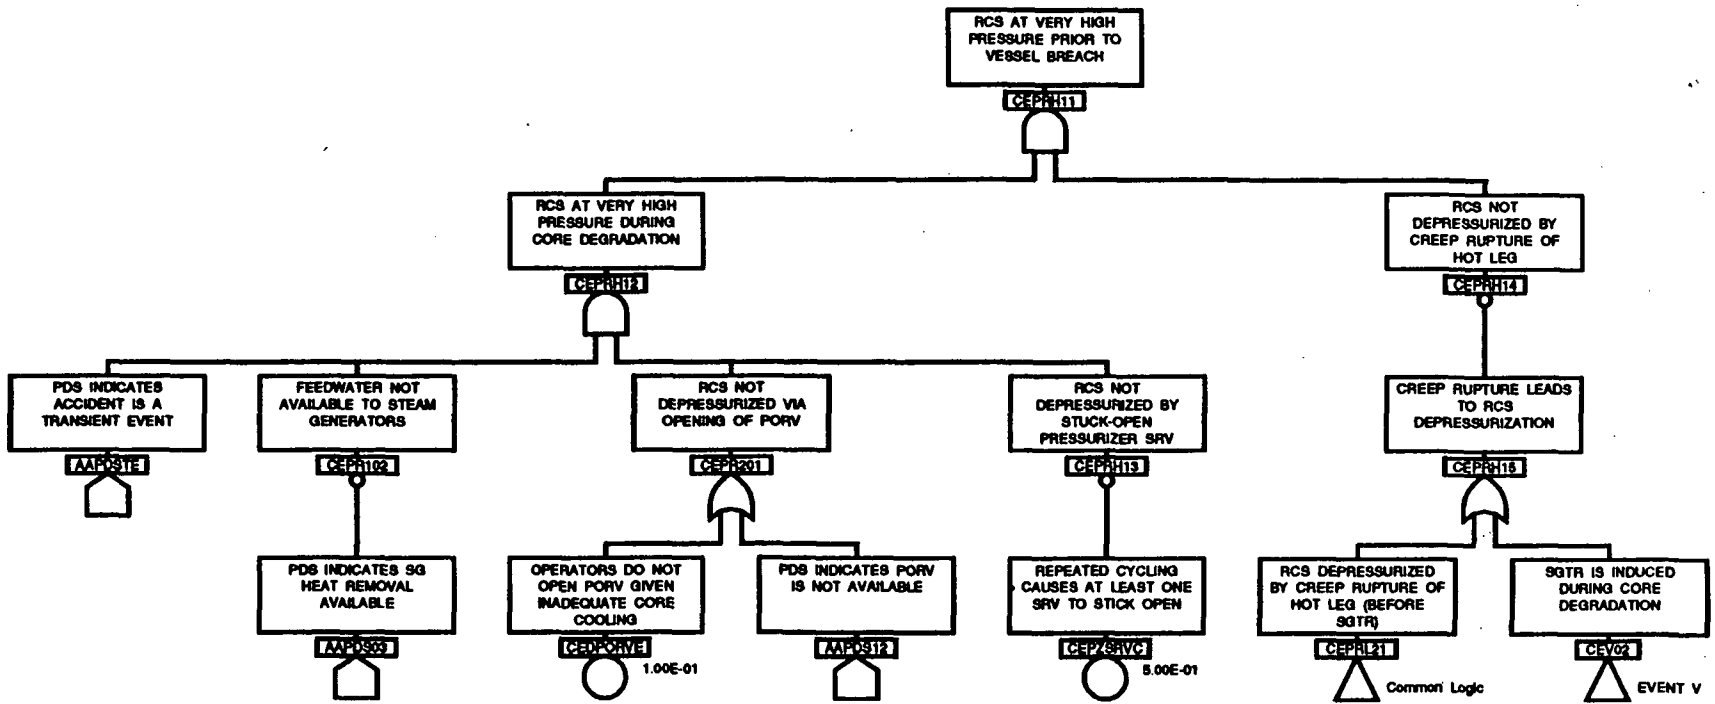 RCS AT VERY HIGH
PRESSURE PRIOR TO
VESSEL BREACH
CEPRH11
RCS AT VERY HIGH
PRESSURE DURING
CORE DEGRADATION
CEPRH12
RCS NOT
DEPRESSURIZED BY
CREEP RUPTURE OF
HOT LEG
CEPRH14
PDS INDICATES
ACCIDENT IS A
TRANSIENT EVENT
AAPDSTE
FEEDWATER NOT
AVAILABLE TO STEAM
GENERATORS
CEPR102
RCS NOT
DEPRESSURIZED VIA
OPENING OF PORV
CEPR201
RCS NOT
DEPRESSURIZED BY
STUCK-OPEN
PRESSURIZER SRV
CEPRH13
CREEP RUPTURE LEADS
TO RCS
DEPRESSURIZATION
CEPRH15
PDS INDICATES SG
HEAT REMOVAL
AVAILABLE
AAPDS03
OPERATORS DO NOT
OPEN PORV GIVEN
INADEQUATE CORE
COOLING
CEDPORVE
1.00E-01
PDS INDICATES PORV
IS NOT AVAILABLE
AAPDS12
REPEATED CYCLING
CAUSES AT LEAST ONE
SRV TO STICK OPEN
CEPZSRVC
5.00E-01
RCS DEPRESSURIZED
BY CREEP RUPTURE OF
HOT LEG (BEFORE
SGTR)
CEPRL21
Common Logic
SGTR IS INDUCED
DURING CORE
DEGRADATION
CEV02
EVENT V